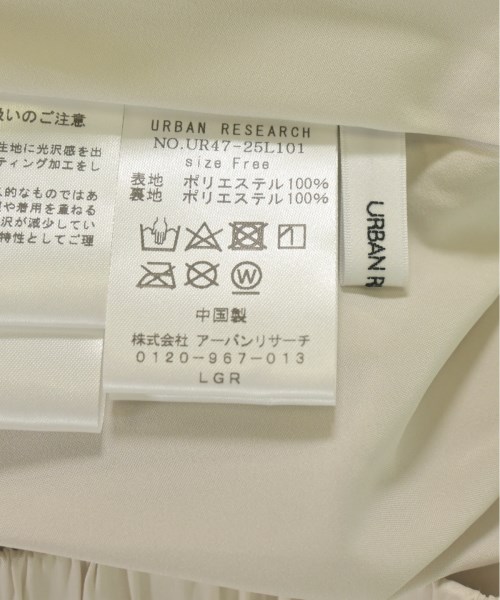 扱いのご注意
生地に光沢感を出
ティング加工をし
的なものではあ
や着用を重ねる
沢が減少してい
特性としてご理
URBAN RESEARCH
NO.UR47-25L101
size Free
表地 ポリエステル100%
裏地 ポリエステル100%
W
中国製
株式会社 アーバンリサーチ
0120-967-013
LGR
URBAN R